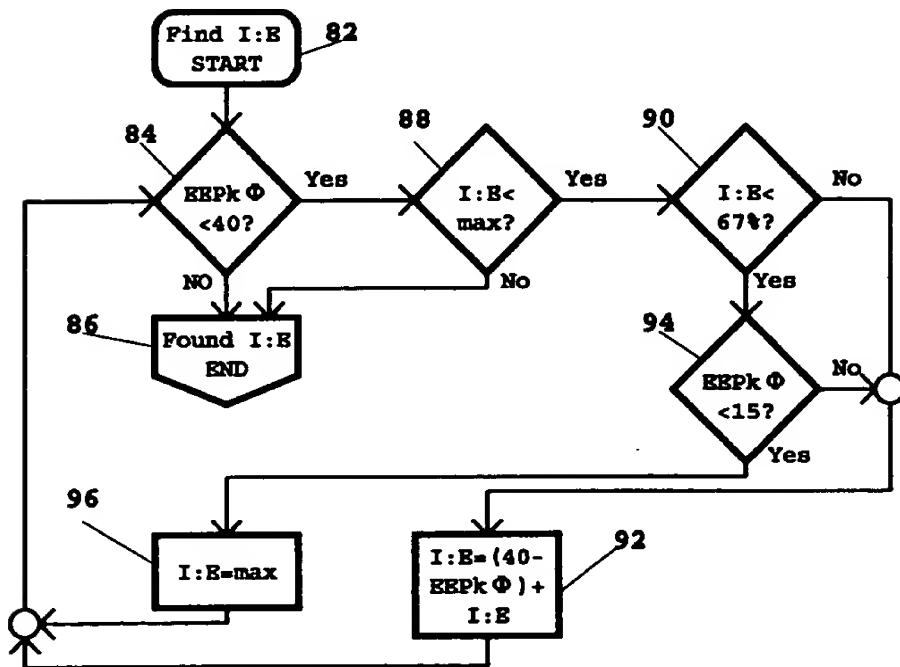 Find I:E
START
82
84
EEPk Φ
<40?
Yes
NO
88
I:E<
max?
Yes
No
90
I:E<
67%?
No
Yes
86
Found I:E
END
94
EEPk Φ
<15?
No
Yes
96
I:E=max
92
I:E=(40-
EEPk Φ)+
I:E